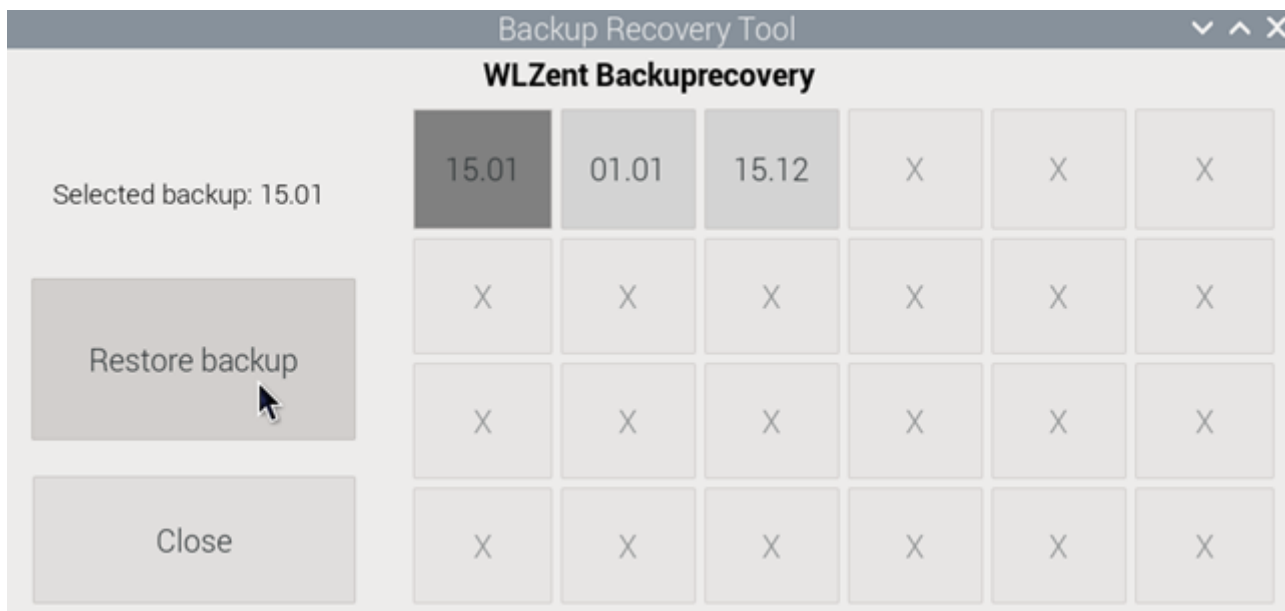 Backup Recovery Tool
WLZent Backuprecovery
Selected backup: 15.01
Restore backup
Close
15.01 01.01 15.12 X X X
X X X X X X
X X X X X X
X X X X X X